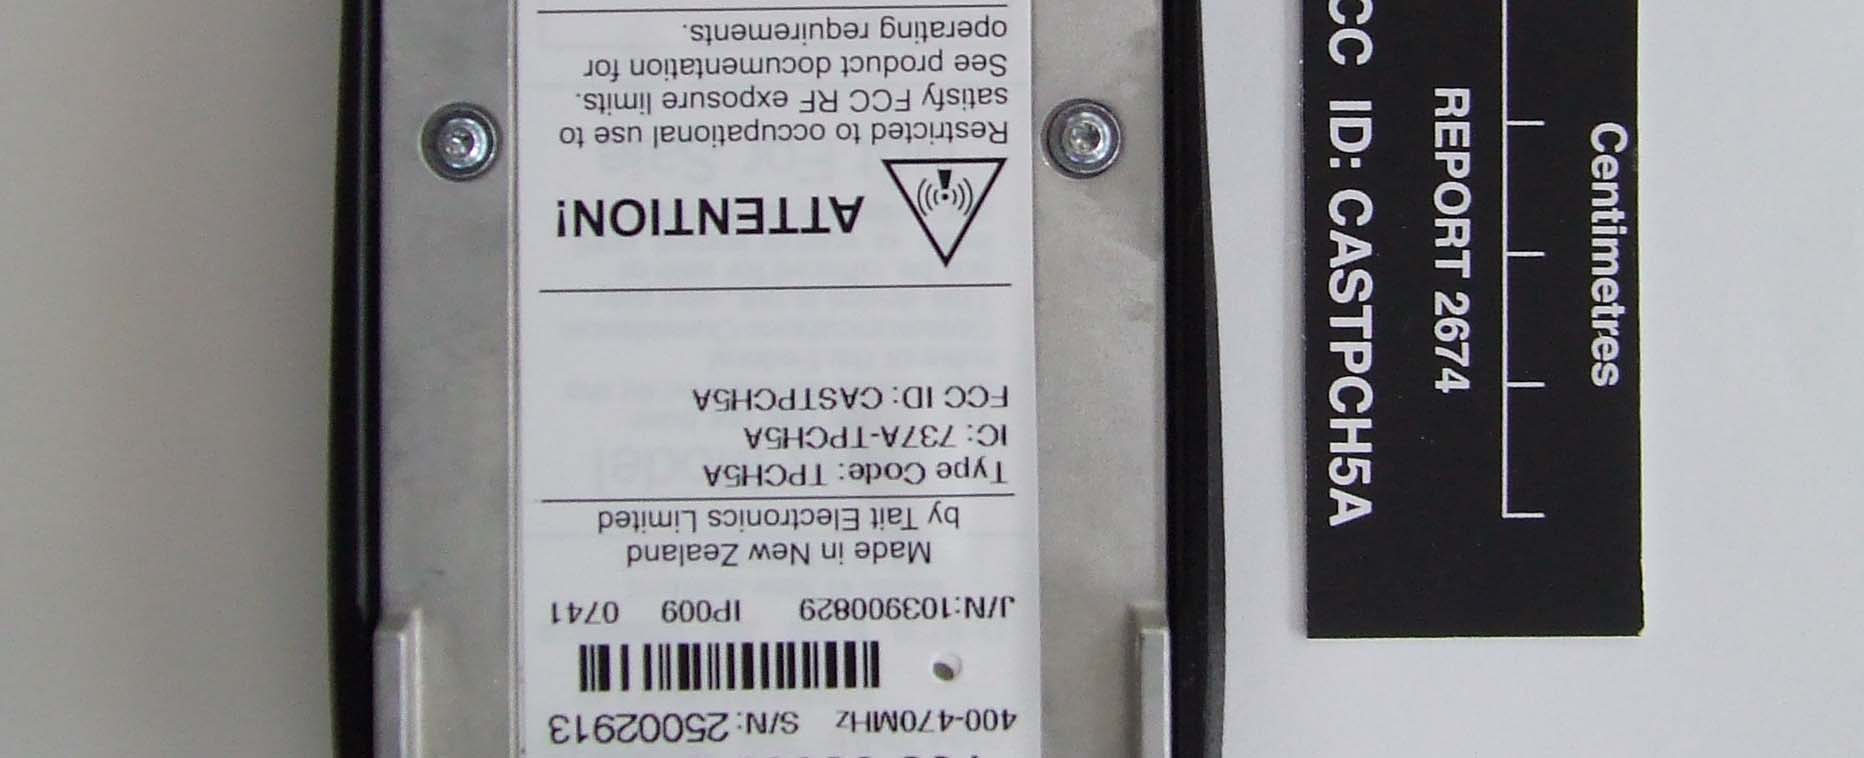 400-470MHz S/N:25002913
J/N:103900829 IP009 0741
Made in New Zealand
by Tait Electronics Limited
Type Code: TPCH5A
IC: 737A-TPCH5A
FCC ID: CASTPCH5A
ATTENTION!
Restricted to occupational use to
satisfy FCC RF exposure limits.
See product documentation for
operating requirements.
Centimetres
REPORT 2674
CC ID: CASTPCH5A